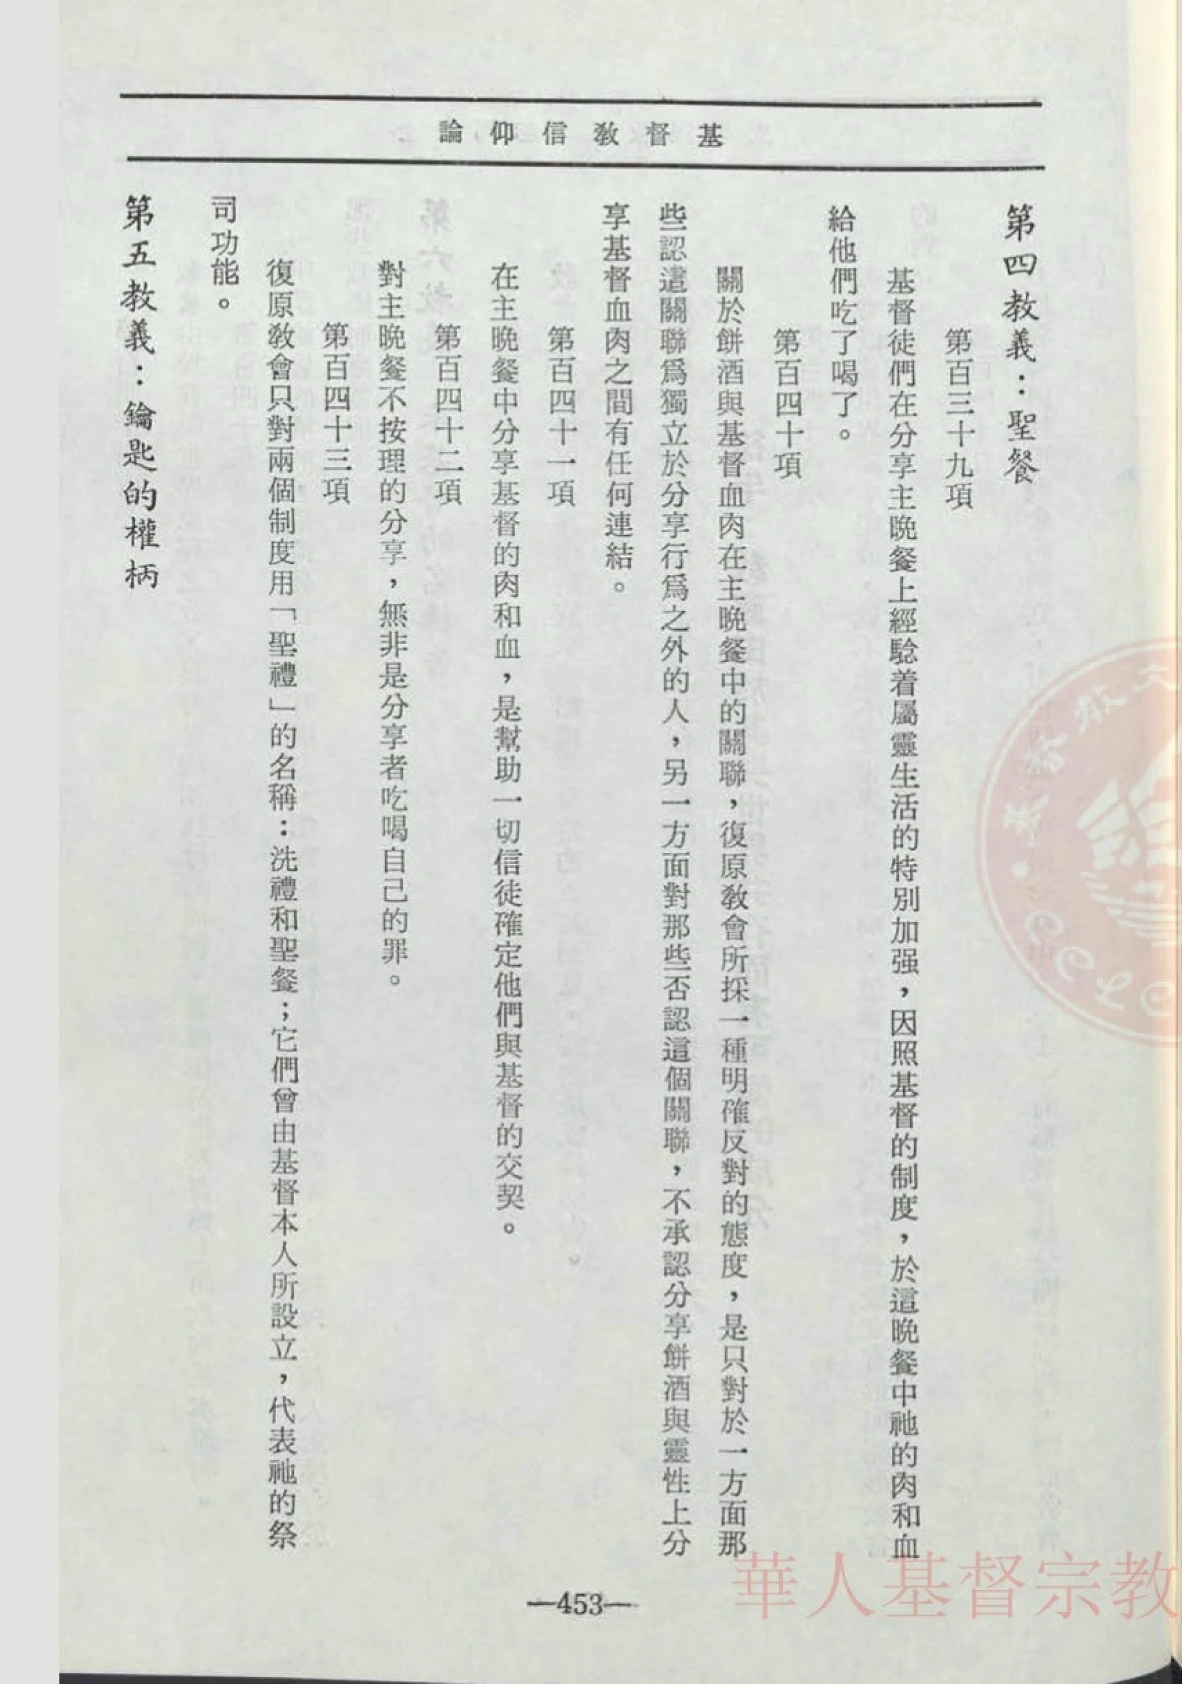 基督教信仰論
第四教義：聖餐
第百三十九項
基督徒們在分享主晚餐上經騐着屬靈生活的特別加强，因照基督的制度，於這晚餐中祂的肉和血
給他們吃了喝了。
第百四十項
關於餅酒與基督血肉在主晚餐中的關聯，復原教會所採一種明確反對的態度，是只對於一方面那
些認這關聯爲獨立於分享行爲之外的人，另一方面對那些否認這個關聯，不承認分享餅酒與靈性上分
享基督血肉之間有任何連結。
第百四十一項
在主晚餐中分享基督的肉和血，是幫助一切信徒確定他們與基督的交契。
第百四十二項
對主晚餐不按理的分享，無非是分享者吃喝自己的罪。
第百四十三項
復原教會只對兩個制度用「聖禮」的名稱：洗禮和聖餐；它們曾由基督本人所設立，代表祂的祭
司功能。
第五教義：鑰匙的權柄
—453—
華人基督宗教